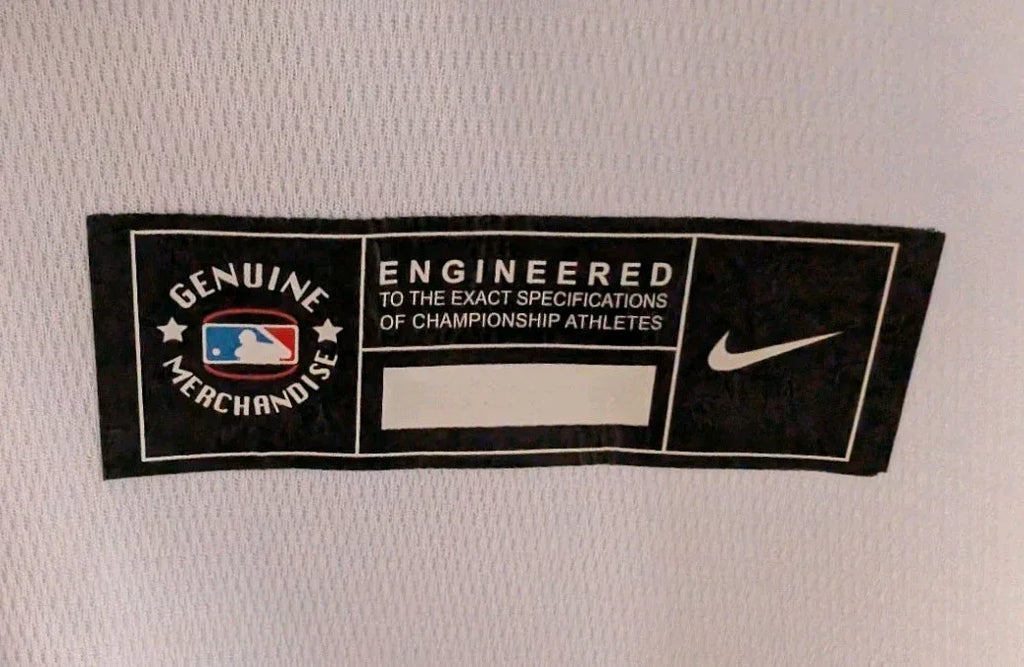 GENUINE
MERCHANDISE
ENGINEERED
TO THE EXACT SPECIFICATIONS
OF CHAMPIONSHIP ATHLETES